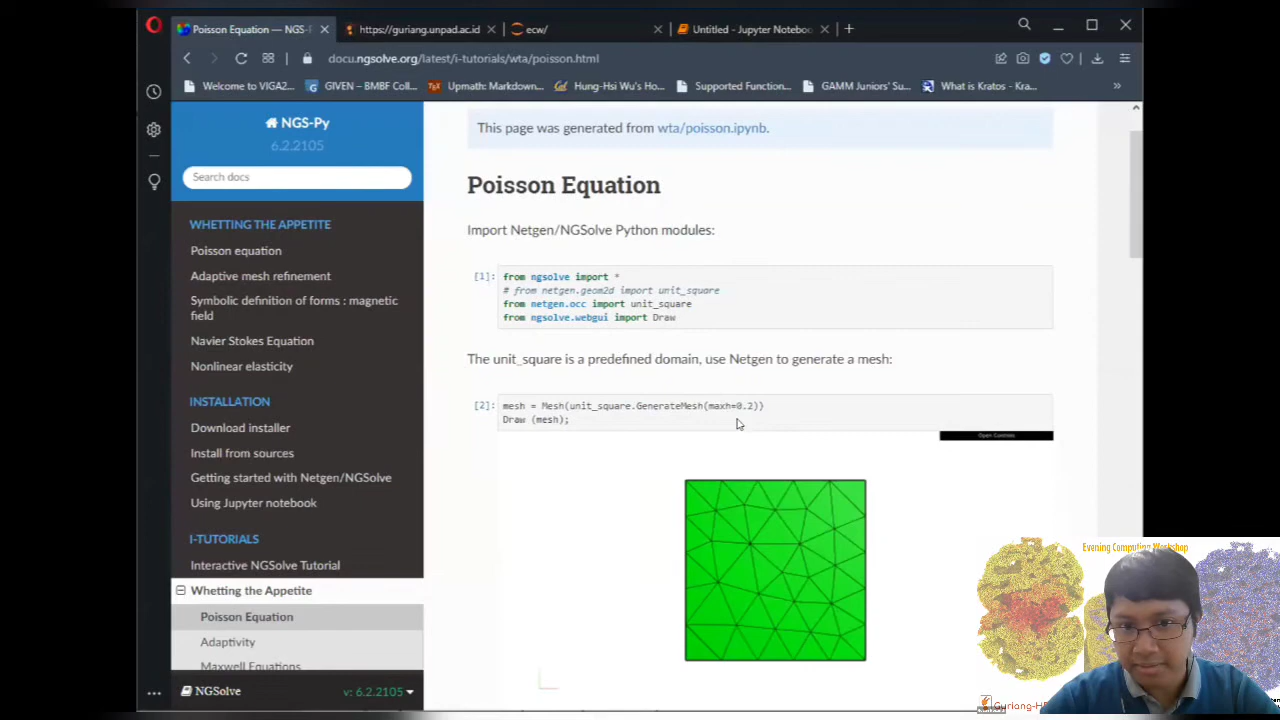 Poisson Equation — NGS-P
https://guriang.unpad.ac.id
ecw/
Untitled - Jupyter Notebook
docu.ngsolve.org/latest/i-tutorials/wta/poisson.html
Welcome to VIGA2...
GIVEN – BMBF Coll...
Upmath: Markdown...
Hung-Hsi Wu's Ho...
Supported Function...
GAMM Juniors' Su...
What is Kratos - Kra...
»
NGS-Py
6.2.2105
Search docs
WHETTING THE APPETITE
Poisson equation
Adaptive mesh refinement
Symbolic definition of forms : magnetic
field
Navier Stokes Equation
Nonlinear elasticity
INSTALLATION
Download installer
Install from sources
Getting started with Netgen/NGSolve
Using Jupyter notebook
I-TUTORIALS
Interactive NGSolve Tutorial
Whetting the Appetite
Poisson Equation
Adaptivity
Maxwell Equations
NGSolve
v: 6.2.2105
This page was generated from wta/poisson.ipynb.
Poisson Equation
Import Netgen/NGSolve Python modules:
[1]:
from ngsolve import *
# from netgen.geom2d import unit_square
from netgen.occ import unit_square
from ngsolve.webgui import Draw
The unit_square is a predefined domain, use Netgen to generate a mesh:
[2]:
mesh = Mesh(unit_square.GenerateMesh(maxh=0.2))
Draw (mesh);
Open Controls
Evening Computing Workshop